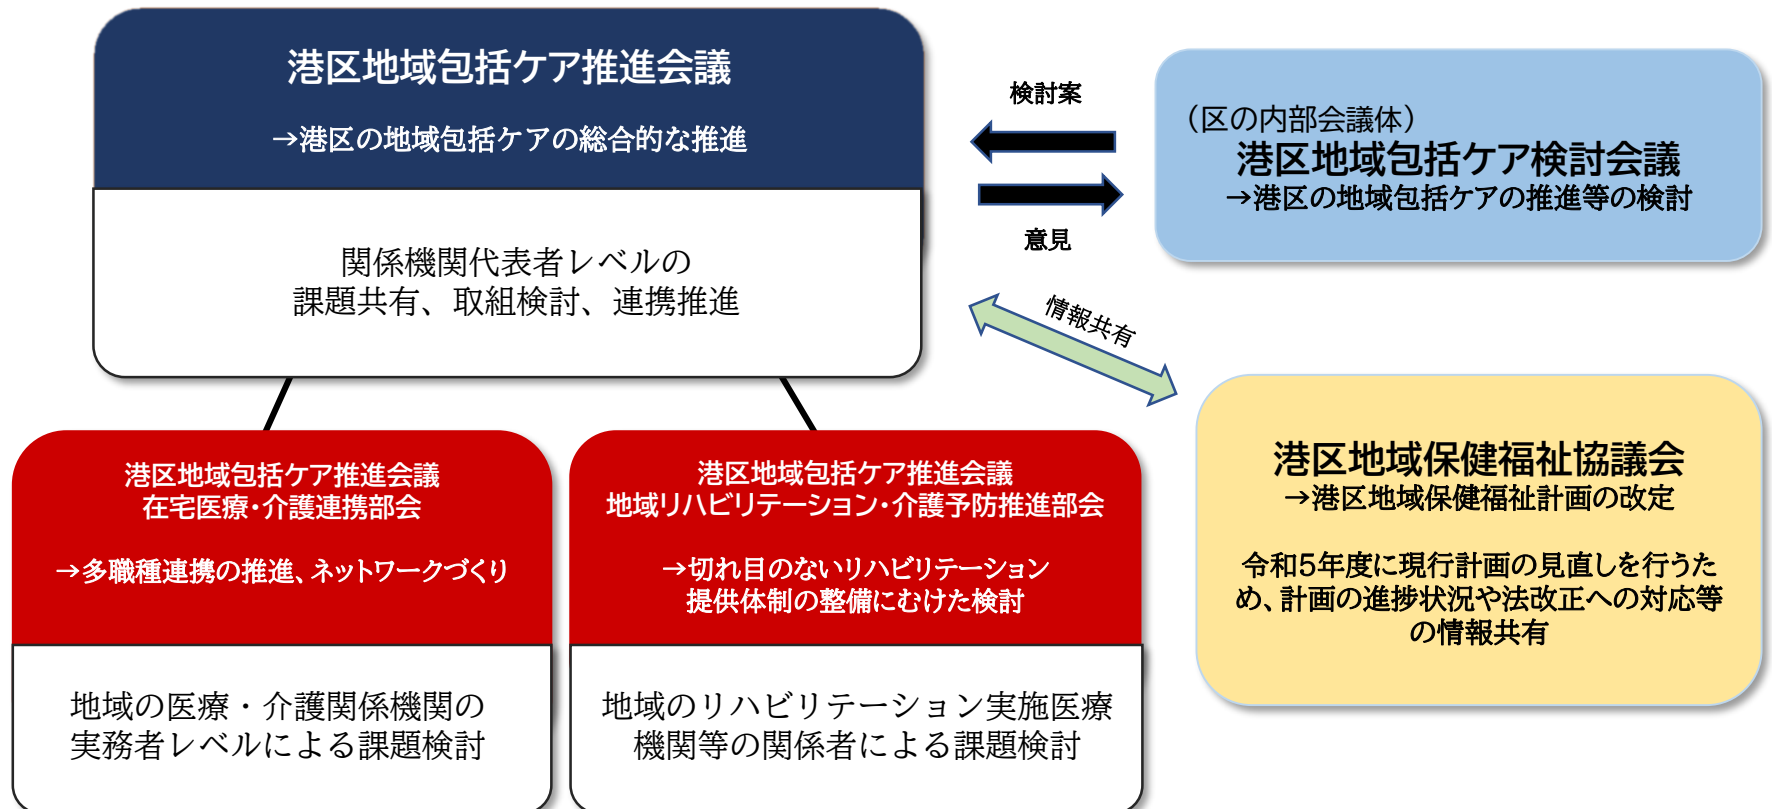 港区地域包括ケア推進会議
→港区の地域包括ケアの総合的な推進
関係機関代表者レベルの
課題共有、取組検討、連携推進
検討案
意見
（区の内部会議体）
港区地域包括ケア検討会議
→港区の地域包括ケアの推進等の検討
情報共有
港区地域保健福祉協議会
→港区地域保健福祉計画の改定
令和5年度に現行計画の見直しを行うた
め、計画の進捗状況や法改正への対応等
の情報共有
港区地域包括ケア推進会議
在宅医療・介護連携部会
→多職種連携の推進、ネットワークづくり
地域の医療・介護関係機関の
実務者レベルによる課題検討
港区地域包括ケア推進会議
地域リハビリテーション・介護予防推進部会
→切れ目のないリハビリテーション
提供体制の整備にむけた検討
地域のリハビリテーション実施医療
機関等の関係者による課題検討